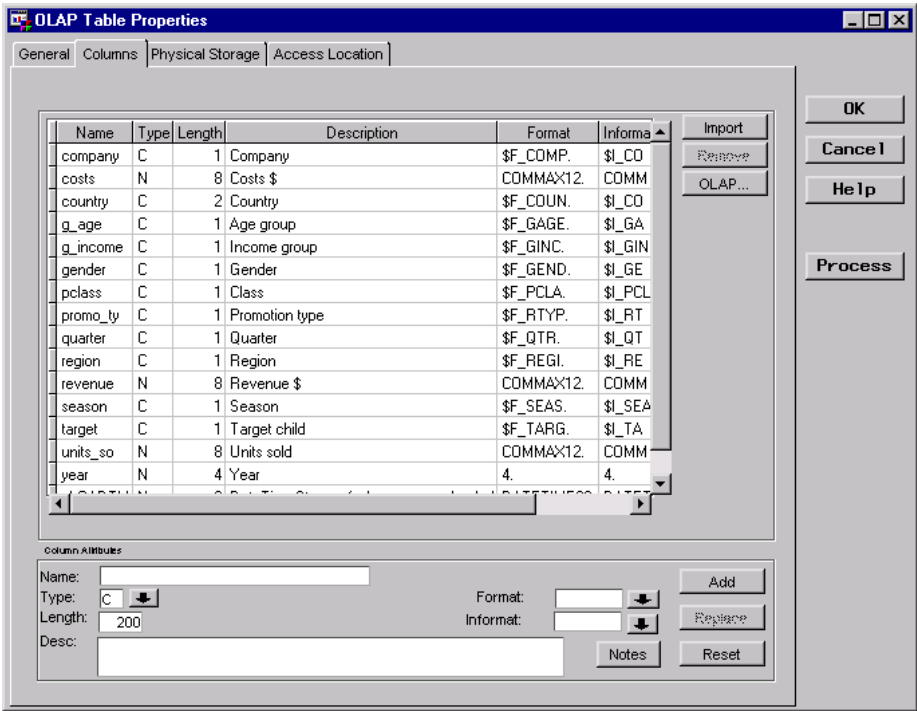 OLAP Table Properties
General Columns Physical Storage Access Location
OK
Cancel
Help
Process
Import
Remove
OLAP...
Name Type Length Description Format Informa
company C 1 Company $F_COMP. $I_CO
costs N 8 Costs $ COMMAX12. COMM
country C 2 Country $F_COUN. $I_CO
g_age C 1 Age group $F_GAGE. $I_GA
g_income C 1 Income group $F_GINC. $I_GIN
gender C 1 Gender $F_GEND. $I_GE
pclass C 1 Class $F_PCLA. $I_PCL
promo_ty C 1 Promotion type $F_RTYP. $I_RT
quarter C 1 Quarter $F_QTR. $I_QT
region C 1 Region $F_REGI. $I_RE
revenue N 8 Revenue $ COMMAX12. COMM
season C 1 Season $F_SEAS. $I_SEA
target C 1 Target child $F_TARG. $I_TA
units_so N 8 Units sold COMMAX12. COMM
year N 4 Year 4. 4.
Column Attributes
Name:
Type: C
Length: 200
Desc:
Format:
Informat:
Notes
Add
Replace
Reset